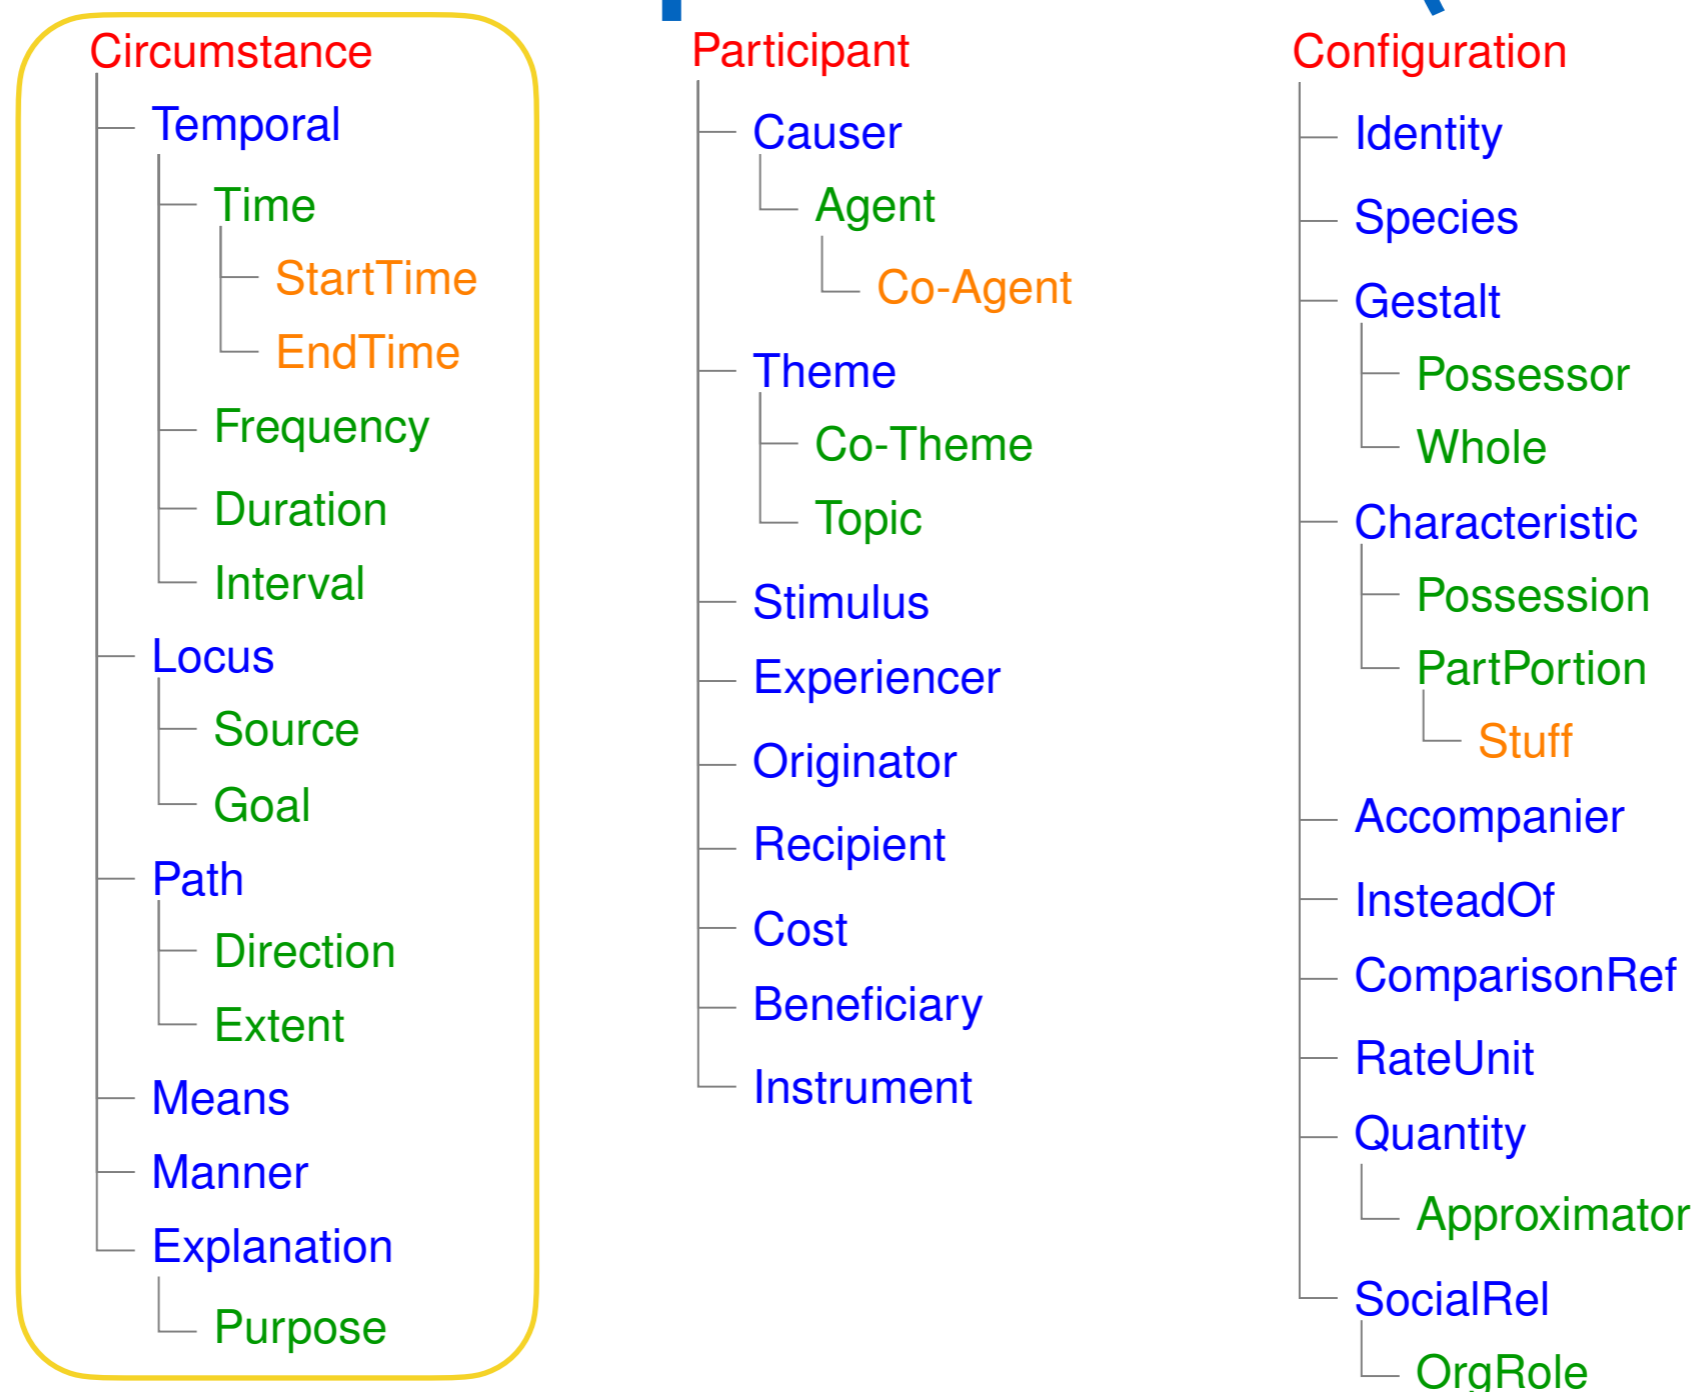 Circumstance
Temporal
Time
StartTime
EndTime
Frequency
Duration
Interval
Locus
Source
Goal
Path
Direction
Extent
Means
Manner
Explanation
Purpose
Participant
Causer
Agent
Co-Agent
Theme
Co-Theme
Topic
Stimulus
Experiencer
Originator
Recipient
Cost
Beneficiary
Instrument
Configuration
Identity
Species
Gestalt
Possessor
Whole
Characteristic
Possession
PartPortion
Stuff
Accompanier
InsteadOf
ComparisonRef
RateUnit
Quantity
Approximator
SocialRel
OrgRole